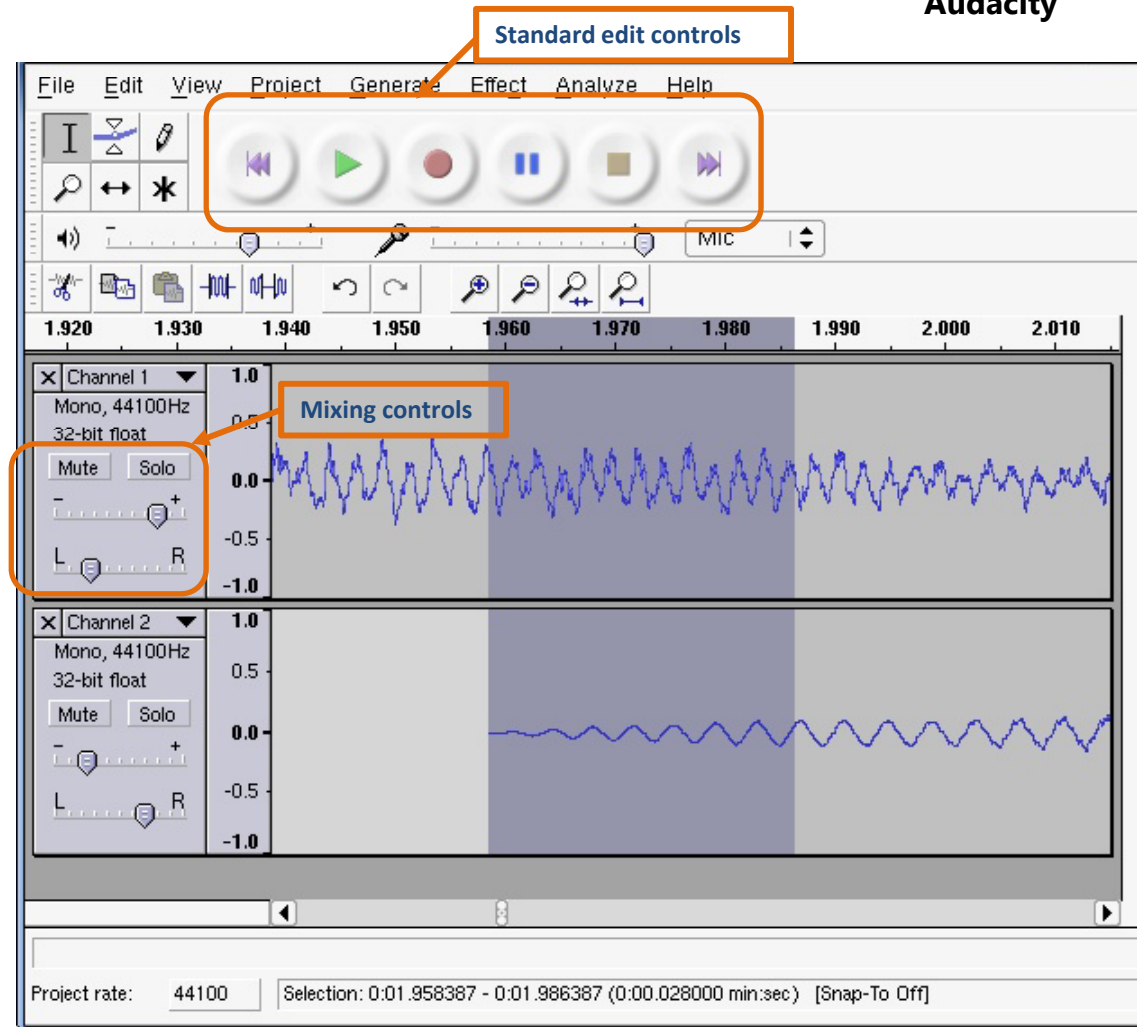 Audacity
Standard edit controls
File Edit View Project Generate Effect Analyze Help
- + - + Mic
1.920 1.930 1.940 1.950 1.960 1.970 1.980 1.990 2.000 2.010
Channel 1 1.0
Mono, 44100Hz
Mixing controls
32-bit float 0.5
Mute Solo
0.0
- +
-0.5
L R
-1.0
Channel 2 1.0
Mono, 44100Hz
32-bit float 0.5
Mute Solo
0.0
- +
-0.5
L R
-1.0
Project rate: 44100 Selection: 0:01.958387 - 0:01.986387 (0:00.028000 min:sec) [Snap-To Off]